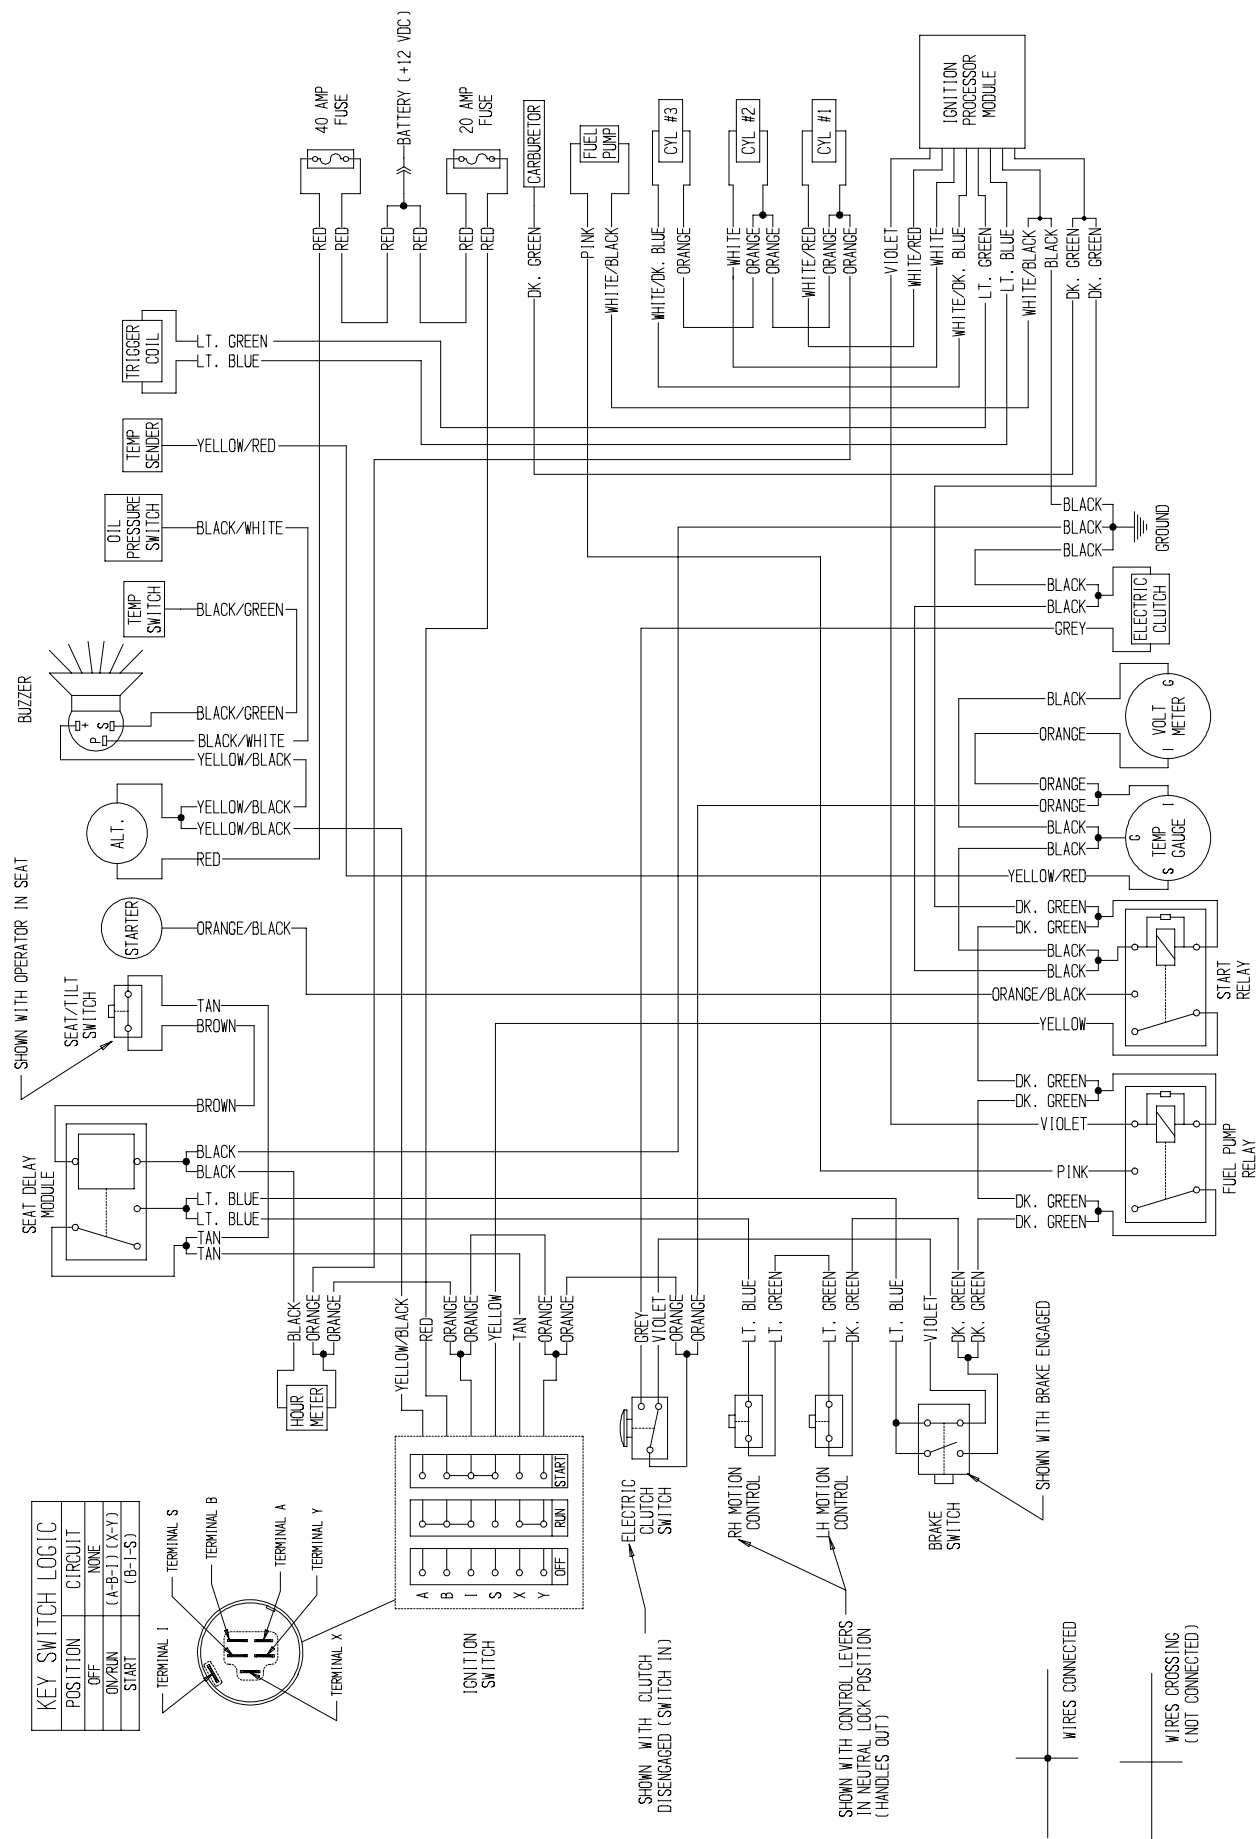 BUZZER
SHOWN WITH OPERATOR IN SEAT
SEAT DELAY
MODULE
SEAT/TILT
SWITCH
STARTER
ALT.
TEMP
SWITCH
OIL
PRESSURE
SWITCH
TEMP
SENDER
TRIGGER
COIL
40 AMP
FUSE
BATTERY (+12 VDC)
20 AMP
FUSE
CARBURETOR
FUEL
PUMP
CYL #3
CYL #2
CYL #1
IGNITION
PROCESSOR
MODULE
+
S
P
LT. GREEN
LT. BLUE
YELLOW/RED
BLACK/WHITE
BLACK/GREEN
BLACK/GREEN
BLACK/WHITE
YELLOW/BLACK
YELLOW/BLACK
YELLOW/BLACK
RED
ORANGE/BLACK
TAN
BROWN
BROWN
BLACK
BLACK
LT. BLUE
LT. BLUE
TAN
TAN
RED
RED
RED
RED
RED
RED
DK. GREEN
PINK
WHITE/BLACK
WHITE/DK. BLUE
ORANGE
WHITE
ORANGE
ORANGE
WHITE/RED
ORANGE
ORANGE
VIOLET
WHITE/RED
WHITE
WHITE/DK. BLUE
LT. GREEN
LT. BLUE
WHITE/BLACK
BLACK
DK. GREEN
DK. GREEN
BLACK
BLACK
BLACK
GROUND
BLACK
BLACK
GREY
ELECTRIC
CLUTCH
BLACK
ORANGE
G
VOLT
METER
I
ORANGE
ORANGE
BLACK
BLACK
YELLOW/RED
I
G
TEMP
GAUGE
S
DK. GREEN
DK. GREEN
BLACK
BLACK
ORANGE/BLACK
YELLOW
START
RELAY
DK. GREEN
DK. GREEN
VIOLET
PINK
DK. GREEN
DK. GREEN
FUEL PUMP
RELAY
BLACK
ORANGE
ORANGE
HOUR
METER
YELLOW/BLACK
RED
ORANGE
ORANGE
YELLOW
TAN
ORANGE
ORANGE
GREY
VIOLET
ORANGE
ORANGE
LT. BLUE
LT. GREEN
LT. GREEN
DK. GREEN
LT. BLUE
VIOLET
DK. GREEN
DK. GREEN
START
RUN
OFF
A
B
I
S
X
Y
IGNITION
SWITCH
ELECTRIC
CLUTCH
SWITCH
RH MOTION
CONTROL
LH MOTION
CONTROL
BRAKE
SWITCH
SHOWN WITH BRAKE ENGAGED
SHOWN WITH CLUTCH
DISENGAGED (SWITCH IN)
SHOWN WITH CONTROL LEVERS
IN NEUTRAL LOCK POSITION
(HANDLES OUT)
KEY SWITCH LOGIC
POSITION CIRCUIT
OFF NONE
ON/RUN (A-B-I) (X-Y)
START (B-I-S)
TERMINAL I
TERMINAL S
TERMINAL B
TERMINAL A
TERMINAL Y
TERMINAL X
WIRES CONNECTED
WIRES CROSSING
(NOT CONNECTED)